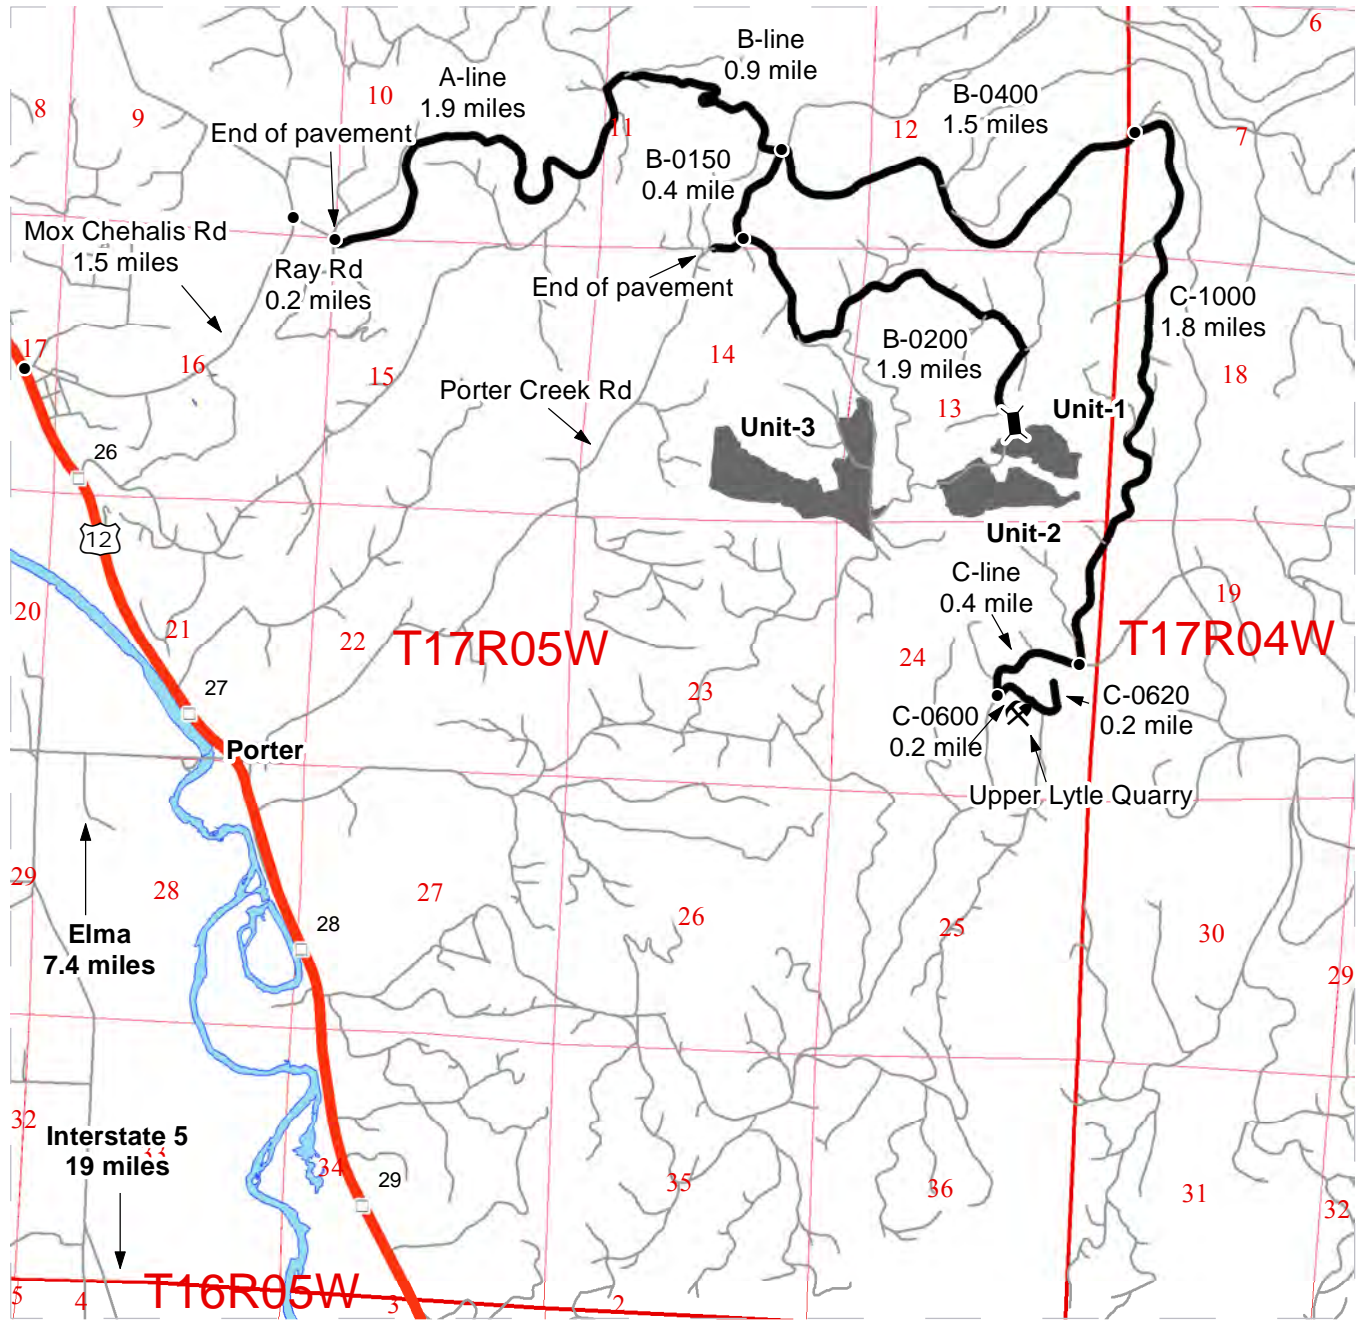 6
B-line
0.9 mile
A-line
1.9 miles
10
8
9
B-0400
1.5 miles
12
7
End of pavement
11
B-0150
0.4 mile
Mox Chehalis Rd
1.5 miles
Ray Rd
0.2 miles
End of pavement
C-1000
1.8 miles
17
16
15
14
B-0200
1.9 miles
18
Porter Creek Rd
13
Unit-1
Unit-3
26
12
Unit-2
C-line
0.4 mile
19
20
21
22
T17R05W
T17R04W
24
23
27
C-0600
0.2 mile
C-0620
0.2 mile
Porter
Upper Lytle Quarry
29
28
27
26
25
30
Elma
7.4 miles
28
29
32
Interstate 5
19 miles
33
34
29
35
36
31
32
T16R05W
5
4
3
2